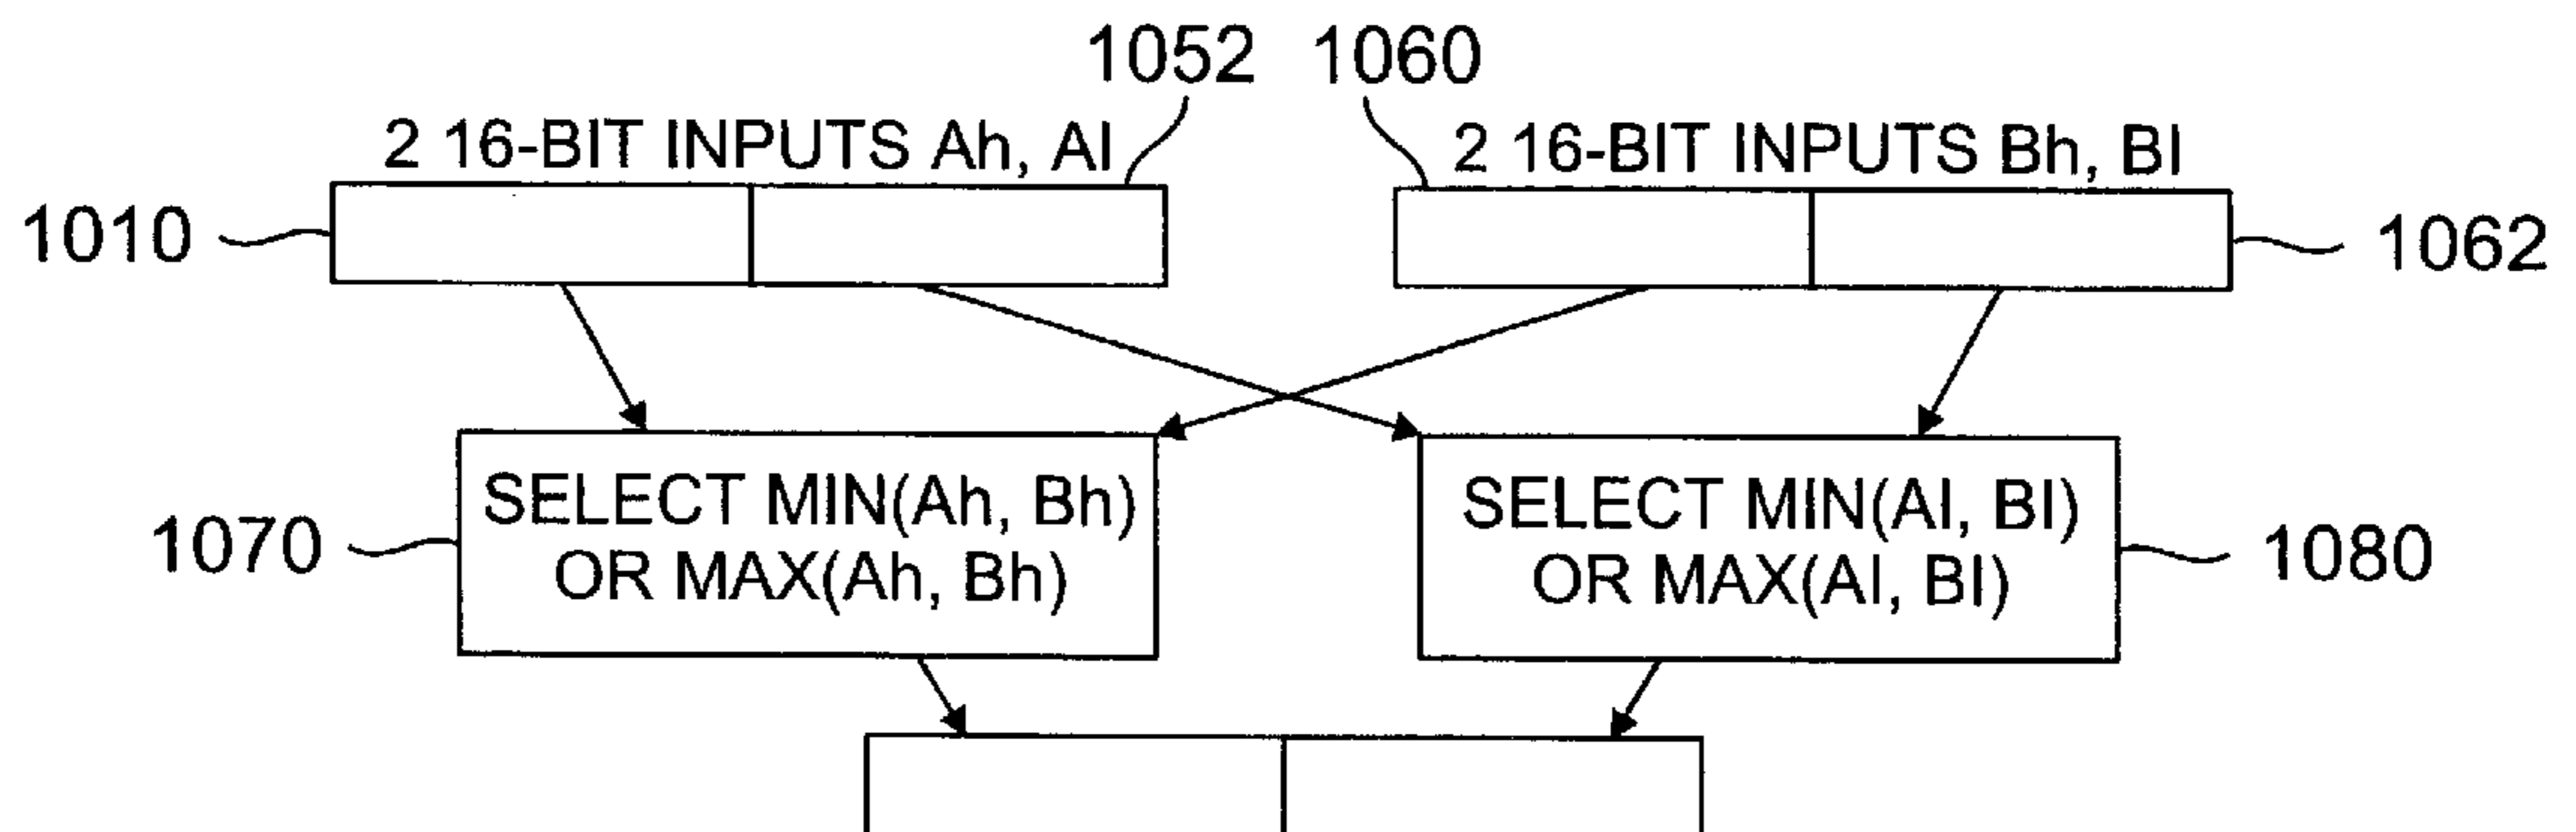 1052 1060
2 16-BIT INPUTS Ah, Al
2 16-BIT INPUTS Bh, Bl
1010
1062
SELECT MIN(Ah, Bh)
OR MAX(Ah, Bh)
SELECT MIN(Al, Bl)
OR MAX(Al, Bl)
1070
1080